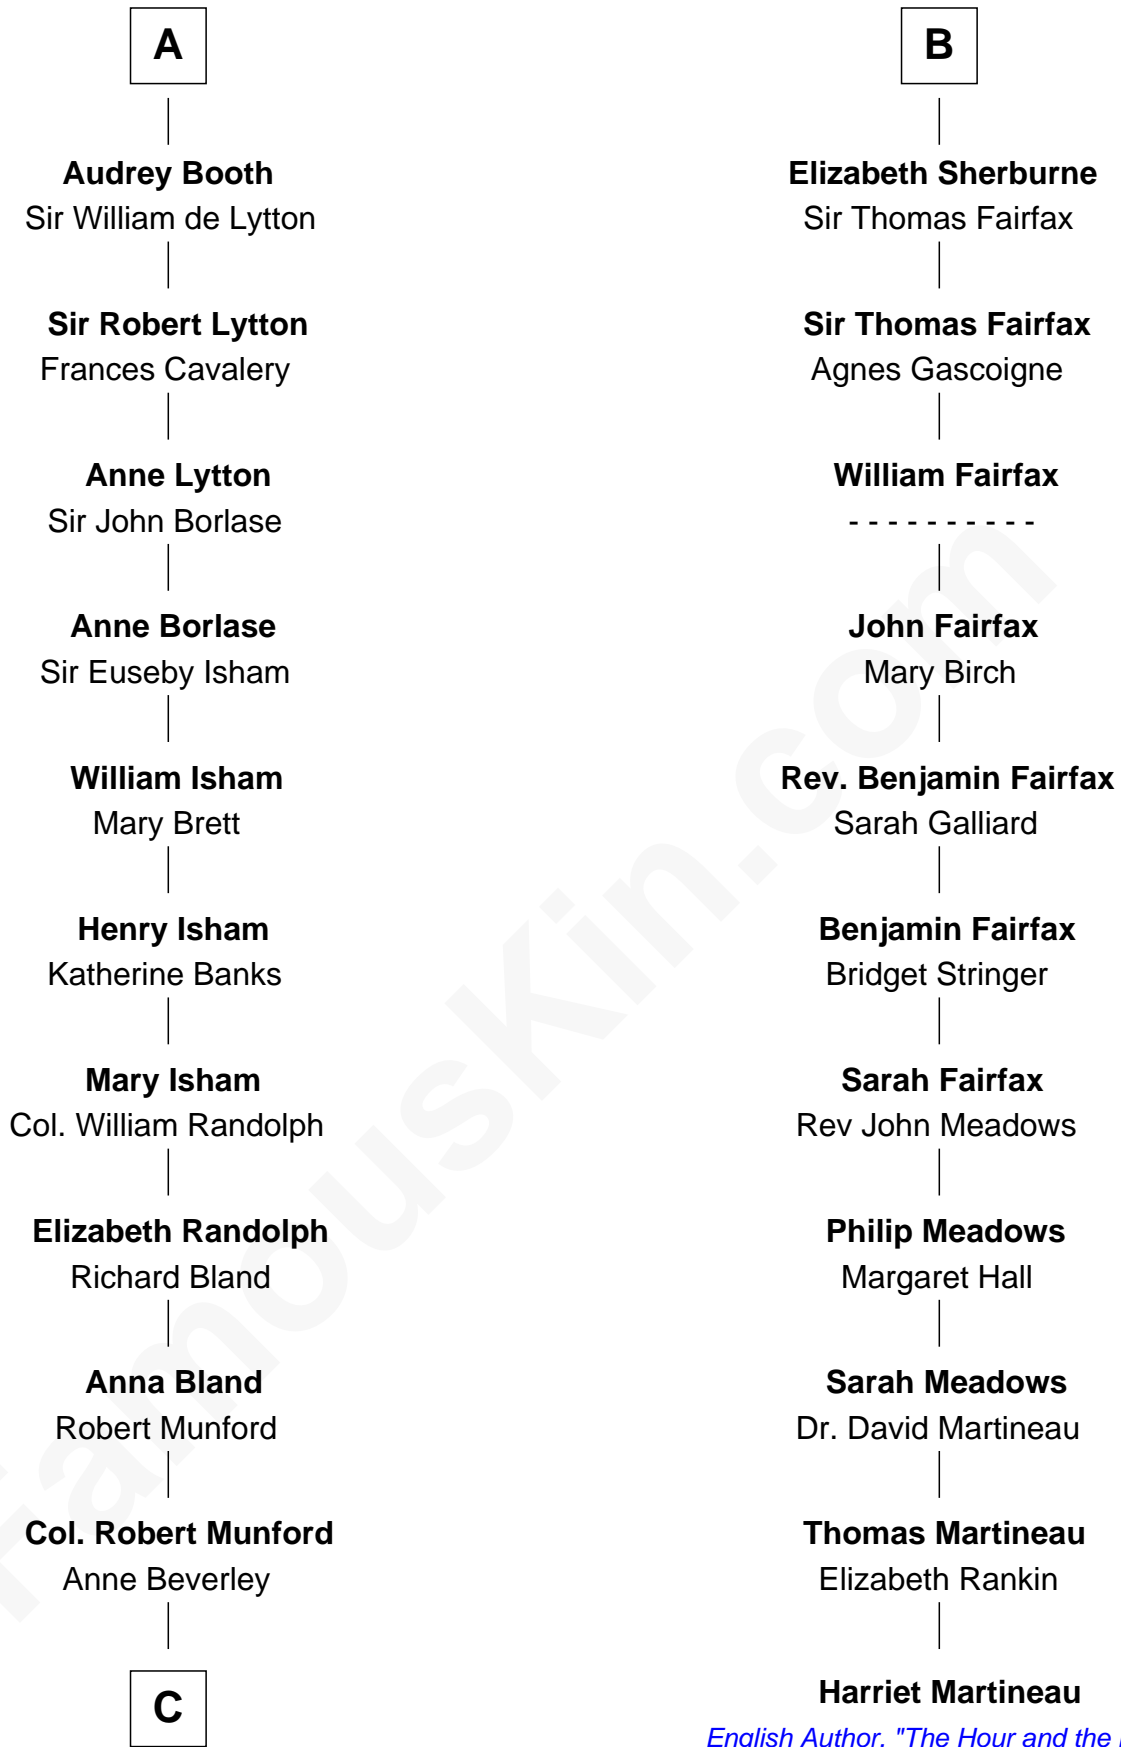 A
Audrey Booth
Sir William de Lytton
Sir Robert Lytton
Frances Cavalery
Anne Lytton
Sir John Borlase
Anne Borlase
Sir Euseby Isham
William Isham
Mary Brett
Henry Isham
Katherine Banks
Mary Isham
Col. William Randolph
Elizabeth Randolph
Richard Bland
Anna Bland
Robert Munford
Col. Robert Munford
Anne Beverley
C
B
Elizabeth Sherburne
Sir Thomas Fairfax
Sir Thomas Fairfax
Agnes Gascoigne
William Fairfax
- - - - - - - - - -
John Fairfax
Mary Birch
Rev. Benjamin Fairfax
Sarah Galliard
Benjamin Fairfax
Bridget Stringer
Sarah Fairfax
Rev John Meadows
Philip Meadows
Margaret Hall
Sarah Meadows
Dr. David Martineau
Thomas Martineau
Elizabeth Rankin
Harriet Martineau
English Author, "The Hour and the
FamousKin.com